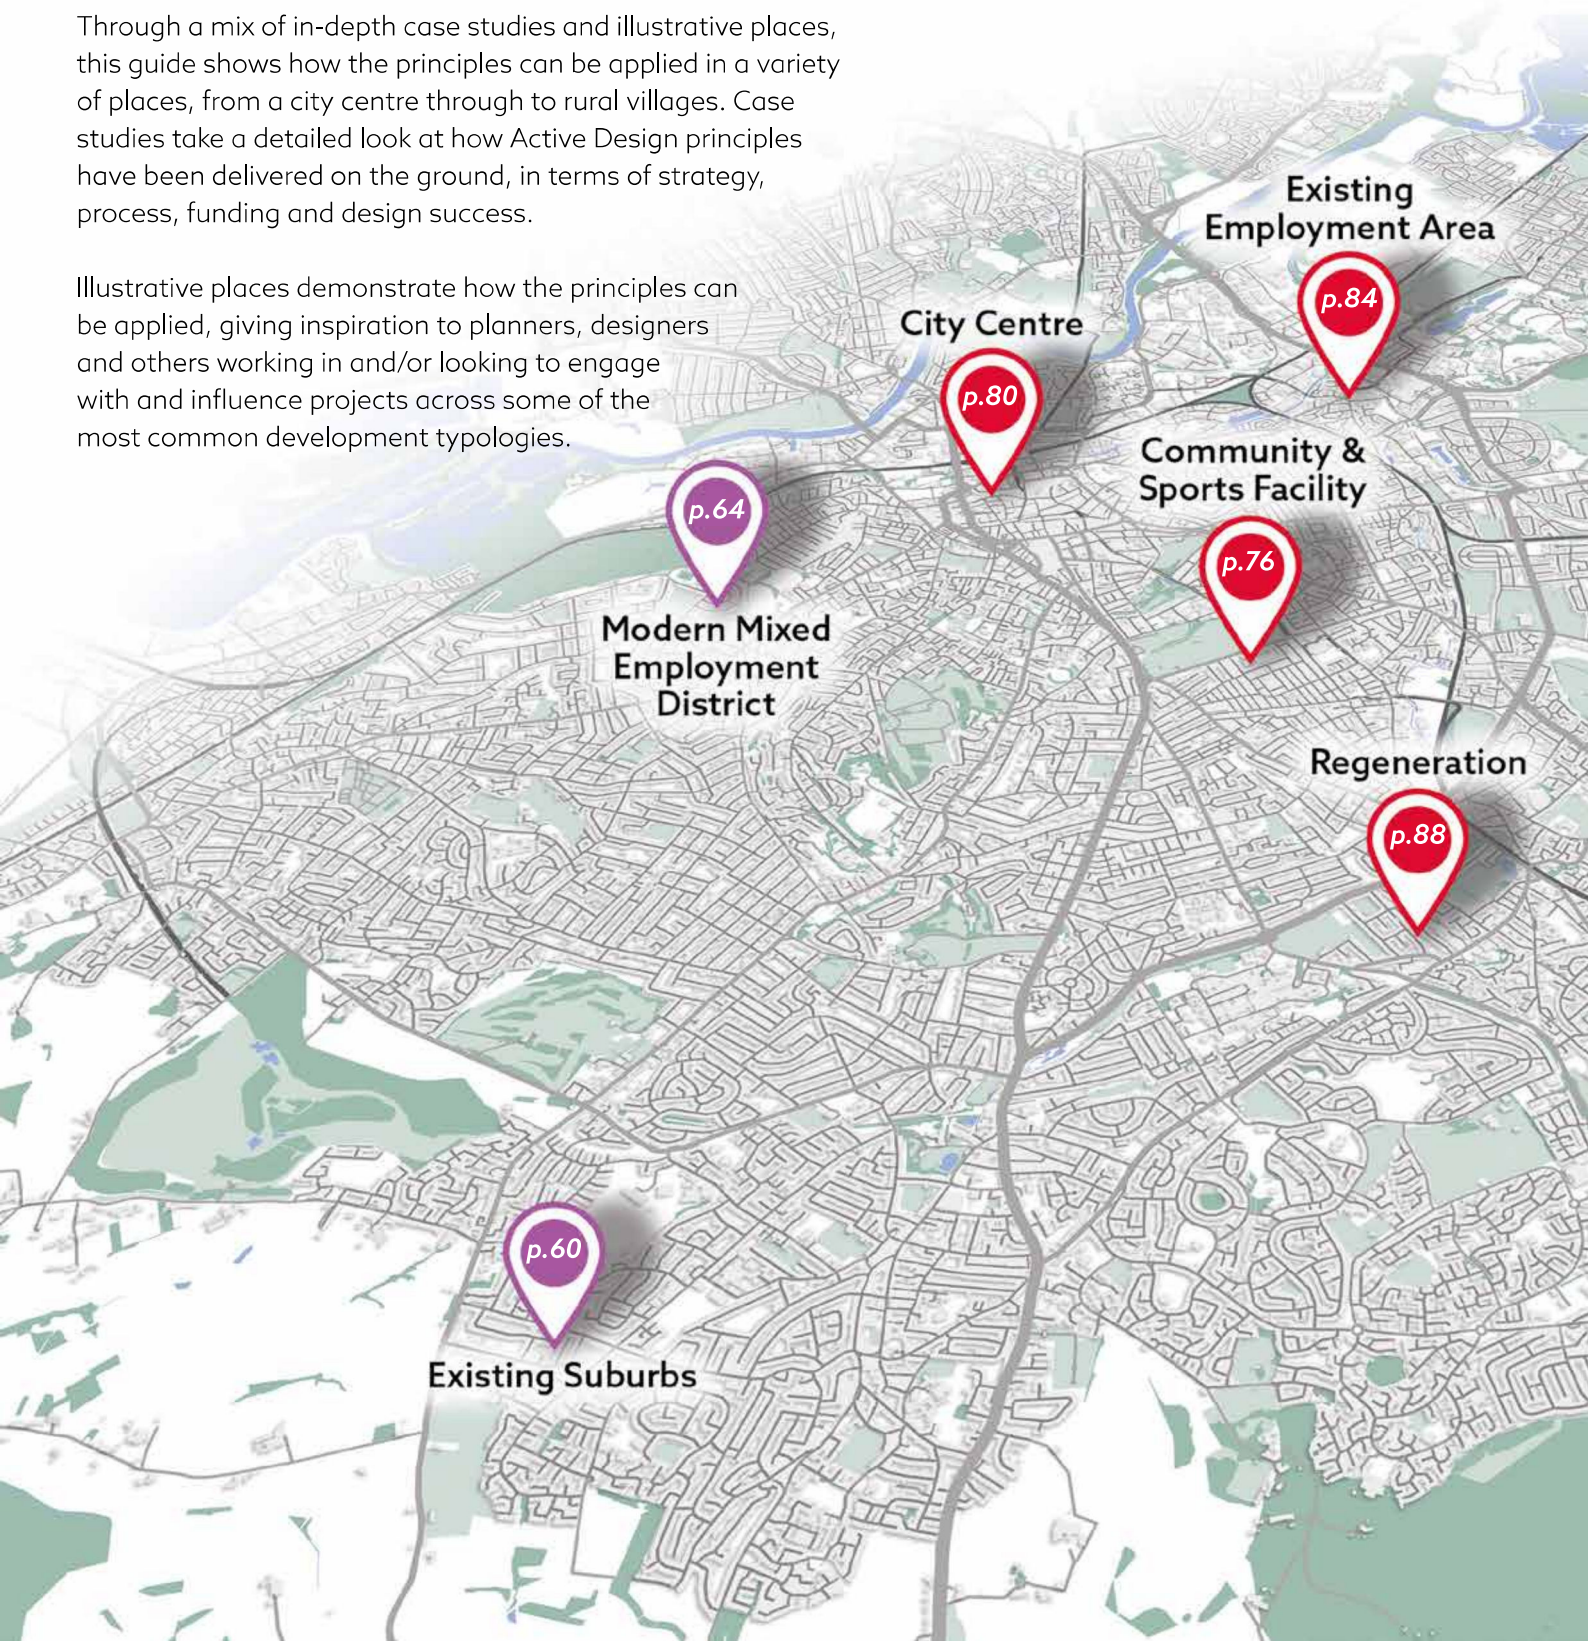 Through a mix of in-depth case studies and illustrative places,
this guide shows how the principles can be applied in a variety
of places, from a city centre through to rural villages. Case
studies take a detailed look at how Active Design principles
have been delivered on the ground, in terms of strategy,
process, funding and design success.
Illustrative places demonstrate how the principles can
be applied, giving inspiration to planners, designers
and others working in and/or looking to engage
with and influence projects across some of the
most common development typologies.
Existing
Employment Area
p.84
City Centre
p.80
Community &
Sports Facility
p.76
p.64
Modern Mixed
Employment
District
Regeneration
p.88
p.60
Existing Suburbs